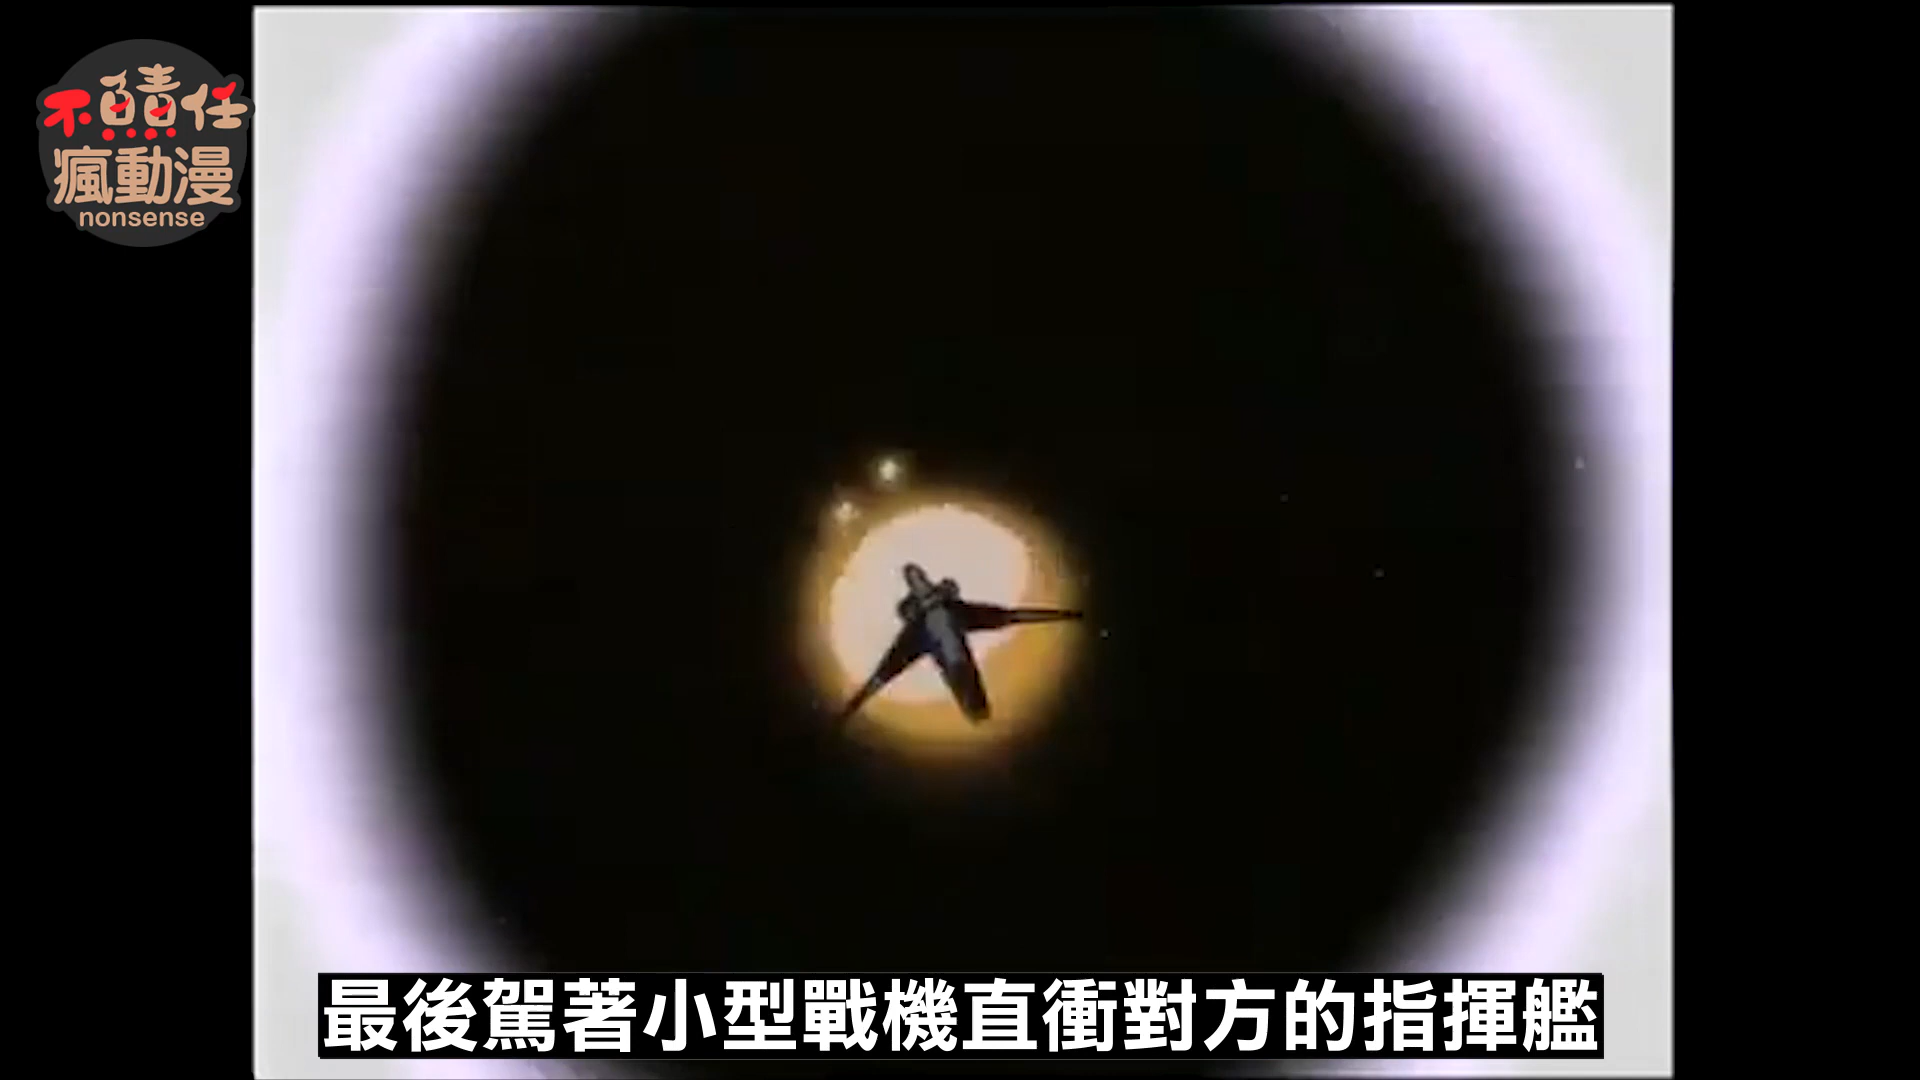 不負責任
瘋動漫
nonsense
最後駕著小型戰機直衝對方的指揮艦